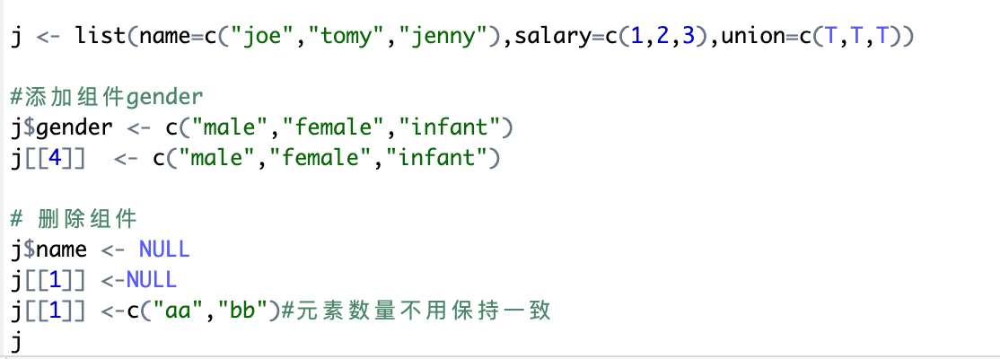 j <- list(name=c("joe","tomy","jenny"),salary=c(1,2,3),union=c(T,T,T))
#添加组件gender
j$gender <- c("male","female","infant")
j[[4]]  <- c("male","female","infant")
# 删除组件
j$name <- NULL
j[[1]] <-NULL
j[[1]] <-c("aa","bb")#元素数量不用保持一致
j